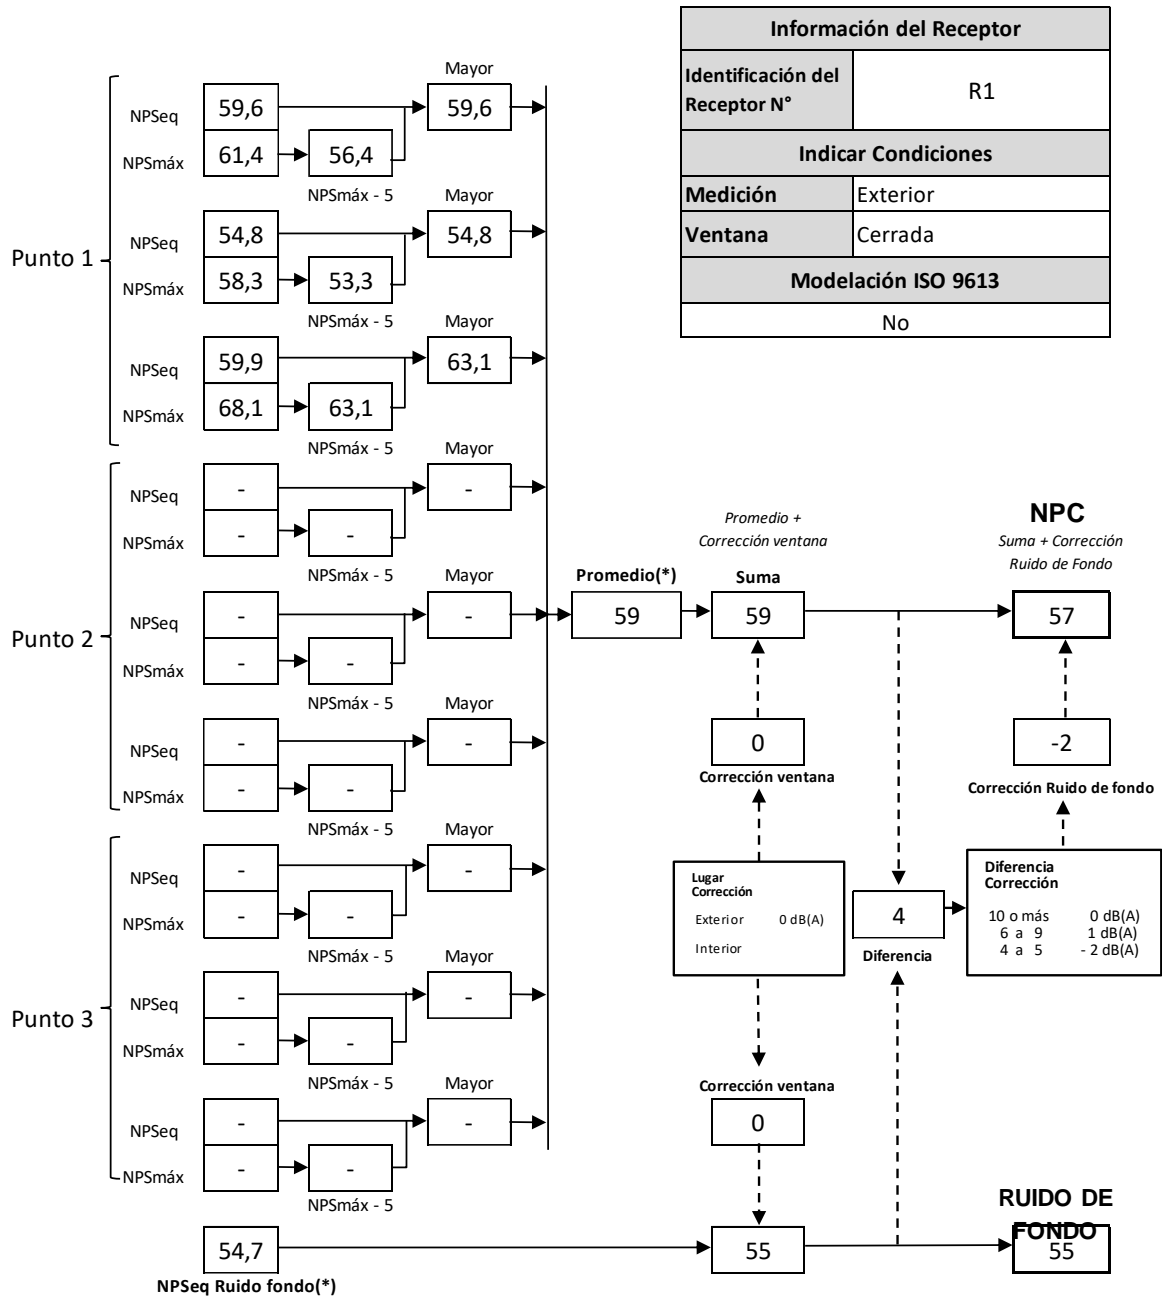 Información del Receptor
Identificación del
Receptor N°
R1
Indicar Condiciones
Medición
Exterior
Ventana
Cerrada
Modelación ISO 9613
No
Punto 1
Mayor
NPSeq
59,6
59,6
NPSmáx
61,4
56,4
NPSmáx - 5
Mayor
NPSeq
54,8
54,8
NPSmáx
58,3
53,3
NPSmáx - 5
Mayor
NPSeq
59,9
63,1
NPSmáx
68,1
63,1
NPSmáx - 5
Punto 2
Mayor
NPSeq
-
-
NPSmáx
-
-
NPSmáx - 5
Mayor
NPSeq
-
-
NPSmáx
-
-
NPSmáx - 5
Mayor
NPSeq
-
-
NPSmáx
-
-
NPSmáx - 5
Punto 3
Mayor
NPSeq
-
-
NPSmáx
-
-
NPSmáx - 5
Mayor
NPSeq
-
-
NPSmáx
-
-
NPSmáx - 5
Mayor
NPSeq
-
-
NPSmáx
-
-
NPSmáx - 5
54,7
NPSeq Ruido fondo(*)
Promedio(*)
59
Promedio +
Corrección ventana
Suma
59
0
Corrección ventana
Lugar
Corrección
Exterior 0 dB(A)
Interior
Corrección ventana
0
55
4
Diferencia
NPC
Suma + Corrección
Ruido de Fondo
57
-2
Corrección Ruido de fondo
Diferencia
Corrección
10 o más 0 dB(A)
6 a 9 1 dB(A)
4 a 5 - 2 dB(A)
RUIDO DE
FONDO
55